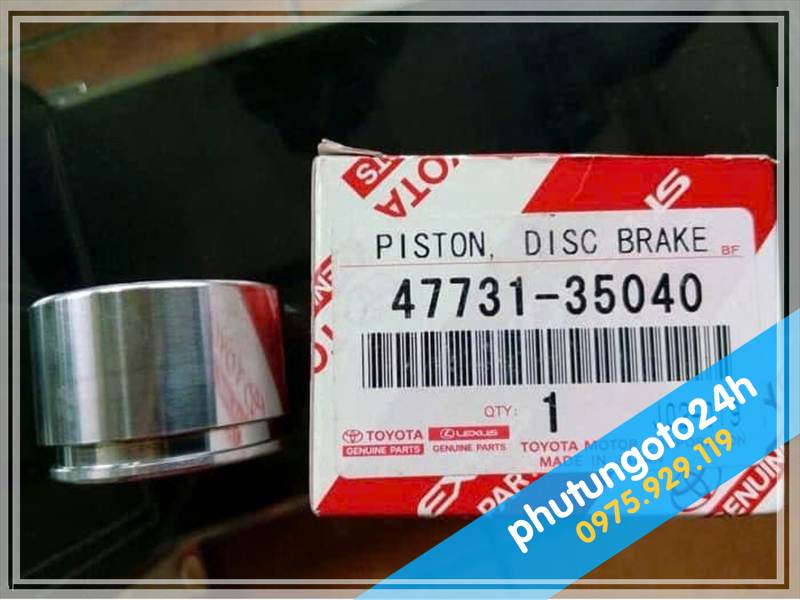 TOYOTA
PISTON, DISC BRAKE BF
47731-35040
QTY: 1
TOYOTA
GENUINE PARTS
LEXUS
GENUINE PARTS
TOYOTA MOTOR
MADE IN
phutungoto24h
0975.929.119